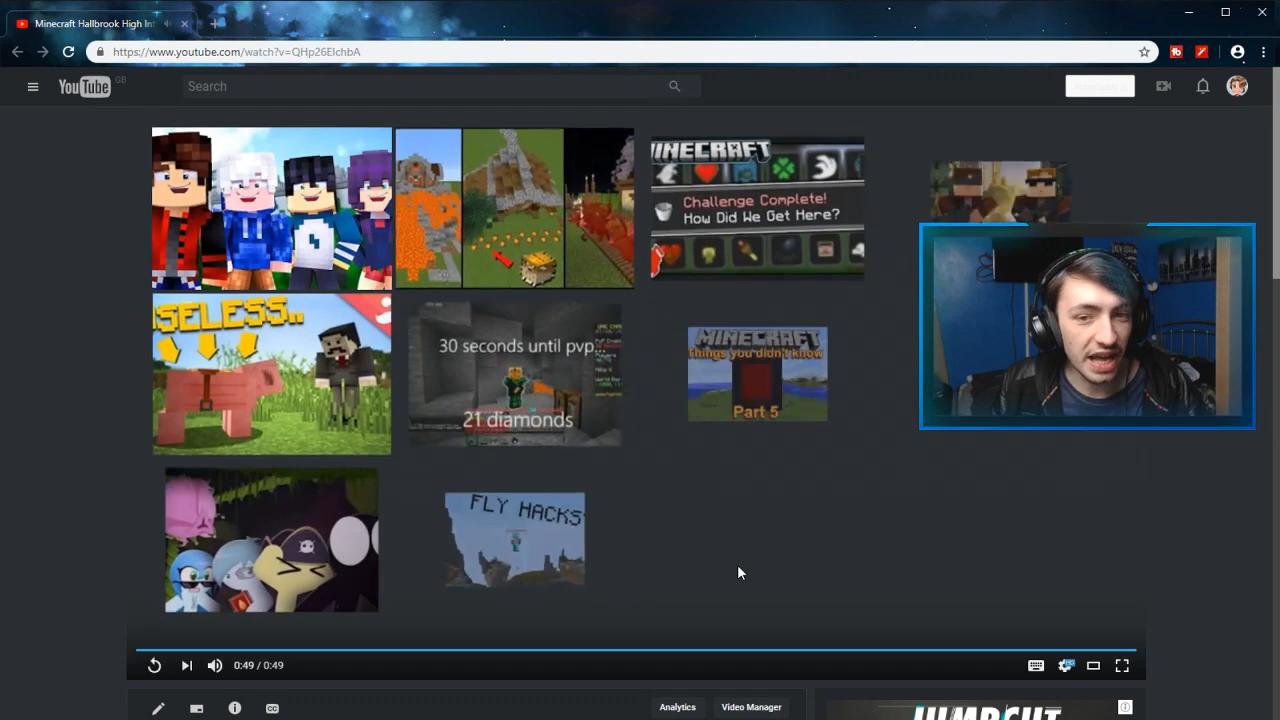 Minecraft Hallbrook High Int
https://www.youtube.com/watch?v=QHp26EIchbA
YouTube GB
Search
MINECRAFT
Challenge Complete!
How Did We Get Here?
SELESS..
30 seconds until pvp...
21 diamonds
MINECRAFT
Things you didn't know
Part 5
FLY HACKS
0:49 / 0:49
Analytics
Video Manager
JUMPCUT